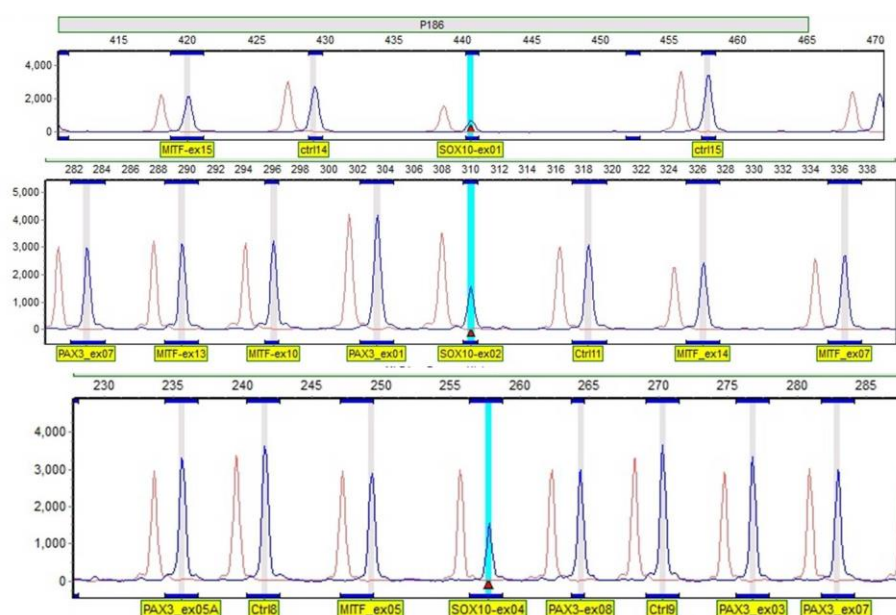 P186
415 420 425 430 435 440 445 450 455 460 465 470
4,000
2,000
0
MITF-ex15 ctrl14 SOX10-ex01 ctrl15
282 284 286 288 290 292 294 296 298 300 302 304 306 308 310 312 314 316 318 320 322 324 326 328 330 332 334 336 338
5,000
4,000
3,000
2,000
1,000
0
PAX3_ex07 MITF-ex13 MITF-ex10 PAX3_ex01 SOX10-ex02 Ctrl11 MITF_ex14 MITF_ex07
230 235 240 245 250 255 260 265 270 275 280 285
4,000
3,000
2,000
1,000
0
PAX3_ex05A Ctrl8 MITF_ex05 SOX10-ex04 PAX3-ex08 Ctrl9 PAX3_ex03 PAX3-ex07